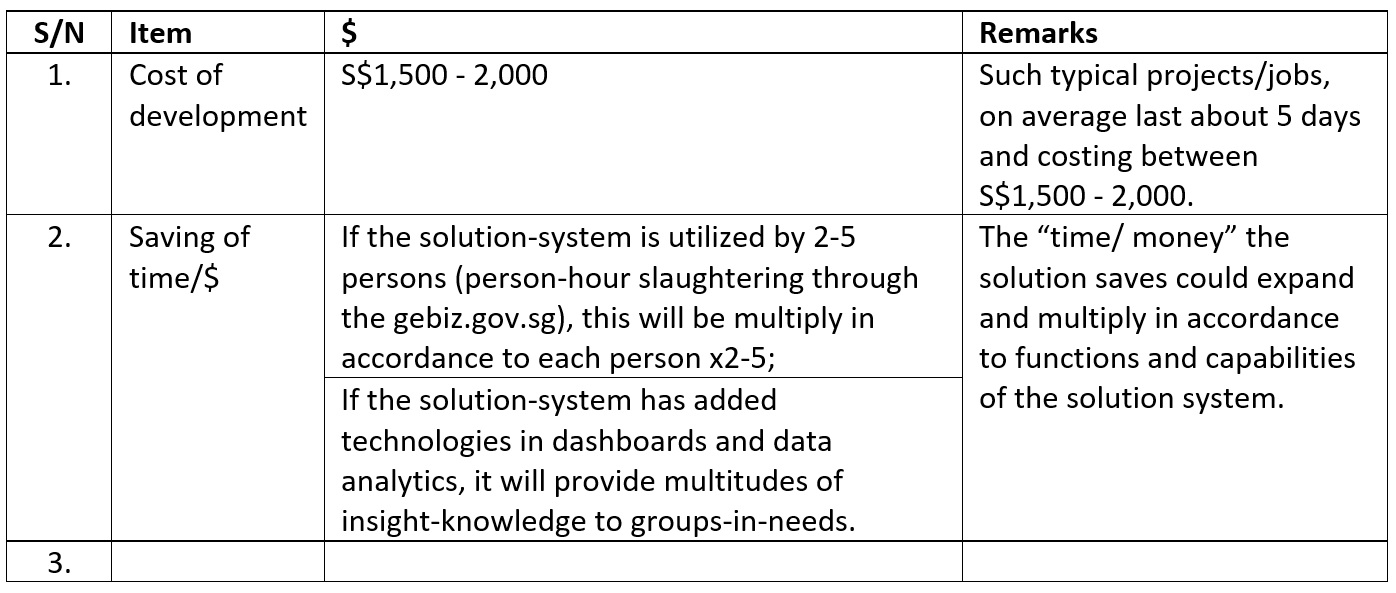 S/N Item $ Remarks
1. Cost of
development
S$1,500 - 2,000
Such typical projects/jobs,
on average last about 5 days
and costing between
S$1,500 - 2,000.
2. Saving of
time/$
If the solution-system is utilized by 2-5
persons (person-hour slaughtering through
the gebiz.gov.sg), this will be multiply in
accordance to each person x2-5;
If the solution-system has added
technologies in dashboards and data
analytics, it will provide multitudes of
insight-knowledge to groups-in-needs.
The “time/ money” the
solution saves could expand
and multiply in accordance
to functions and capabilities
of the solution system.
3.